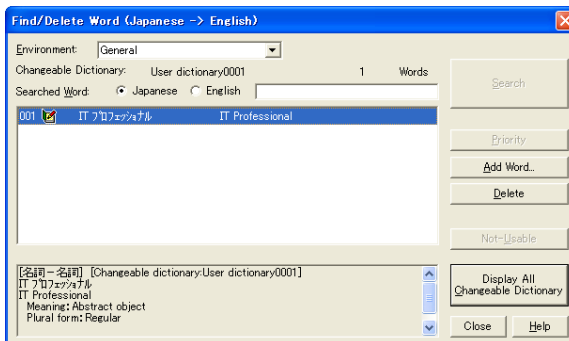 Find/Delete Word (Japanese -> English)
Environment: General
Changeable Dictionary: User dictionary0001 1 Words
Searched Word: Japanese English
Search
001 IT ﾌﾟﾛﾌｪｯｼｮﾅﾙ IT Professional
Priority
Add Word...
Delete
Not-Usable
[名詞－名詞] [Changeable dictionary:User dictionary0001]
IT ﾌﾟﾛﾌｪｯｼｮﾅﾙ
IT Professional
Meaning: Abstract object
Plural form: Regular
Display All
Changeable Dictionary
Close Help